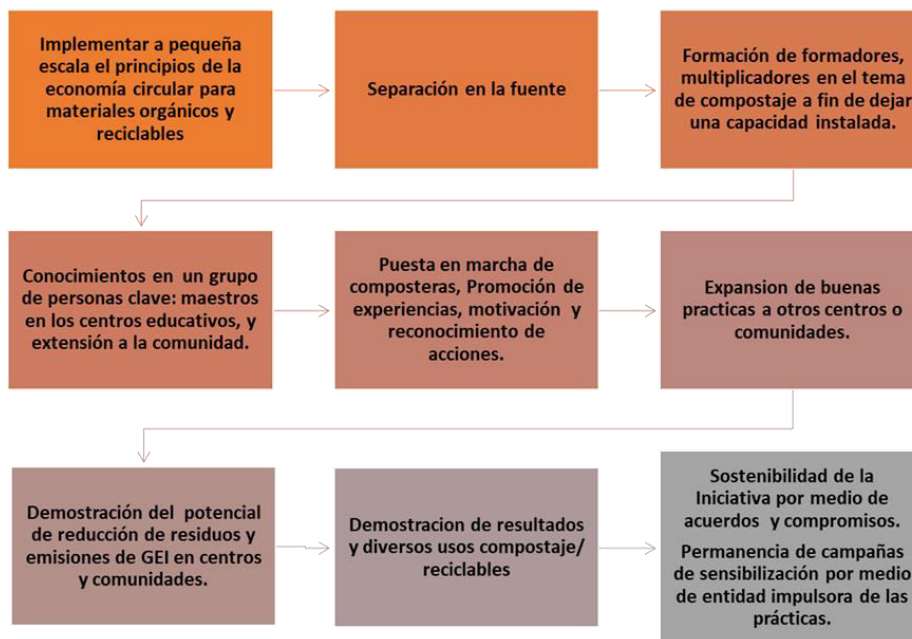 Implementar a pequeña
escala el principios de la
economía circular para
materiales orgánicos y
reciclables
Separación en la fuente
Formación de formadores,
multiplicadores en el tema
de compostaje a fin de dejar
una capacidad instalada.
Conocimientos en un grupo
de personas clave: maestros
en los centros educativos, y
extensión a la comunidad.
Puesta en marcha de
composteras, Promoción de
experiencias, motivación y
reconocimiento de
acciones.
Expansion de buenas
practicas a otros centros o
comunidades.
Demostración del potencial
de reducción de residuos y
emisiones de GEI en centros
y comunidades.
Demostracion de resultados
y diversos usos compostaje/
reciclables
Sostenibilidad de la
Iniciativa por medio de
acuerdos y compromisos.
Permanencia de campañas
de sensibilización por medio
de entidad impulsora de las
prácticas.